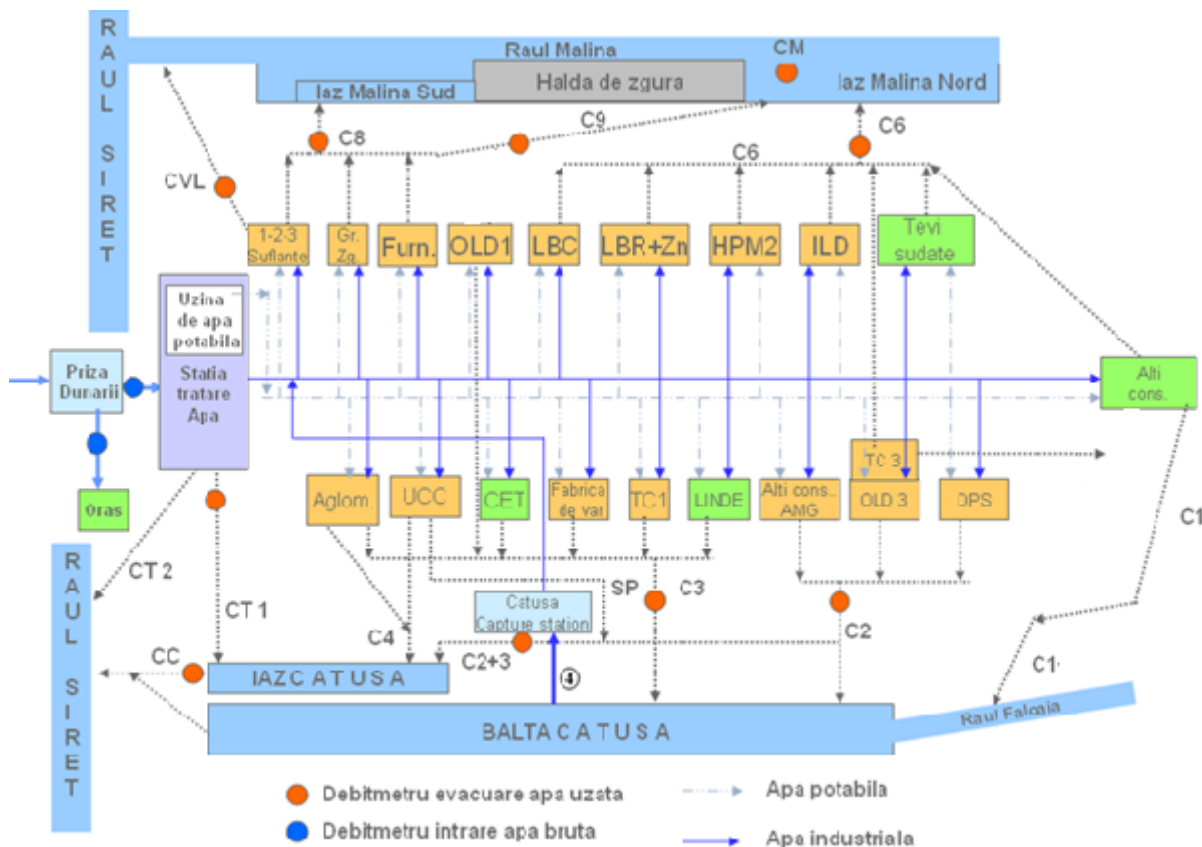 RAUL SIRET
Raul Malina
CM
Iaz Malina Sud
Halda de zgura
Iaz Malina Nord
C8
C9
C6
C6
CVL
1-2-3
Suflante
Gr.
Zg.
Furn.
OLD1
LBC
LBR+Zn
HPM2
ILD
Tevi
sudate
Uzina
de apa
potabila
Priza
Dunarii
Statia
tratare
Apa
Alti
cons.
Oras
Aglom.
UCC
CET
Fabrica
de var
TC1
LINDE
Alti cons..
AMG
TC 3
OLD 3
DPS
C1
RAUL SIRET
CT 2
CT 1
C4
Catusa
Capture station
SP
C3
C2
CC
C2+3
4
C1
IAZ CATUSA
BALTA CATUSA
Debitmetru evacuare apa uzata
Apa potabila
Debitmetru intrare apa bruta
Apa industriala